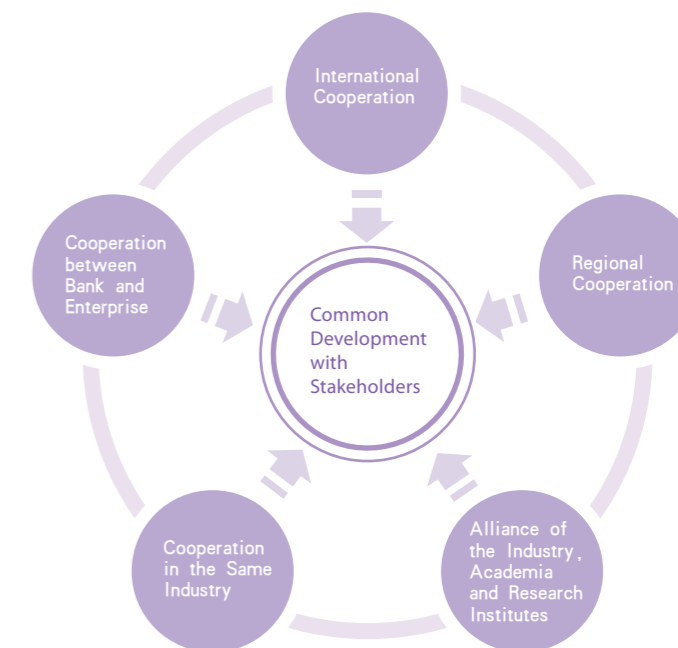 International
Cooperation
Cooperation
between
Bank and
Enterprise
Regional
Cooperation
Common
Development
with
Stakeholders
Cooperation
in the Same
Industry
Alliance of
the Industry,
Academia
and Research
Institutes